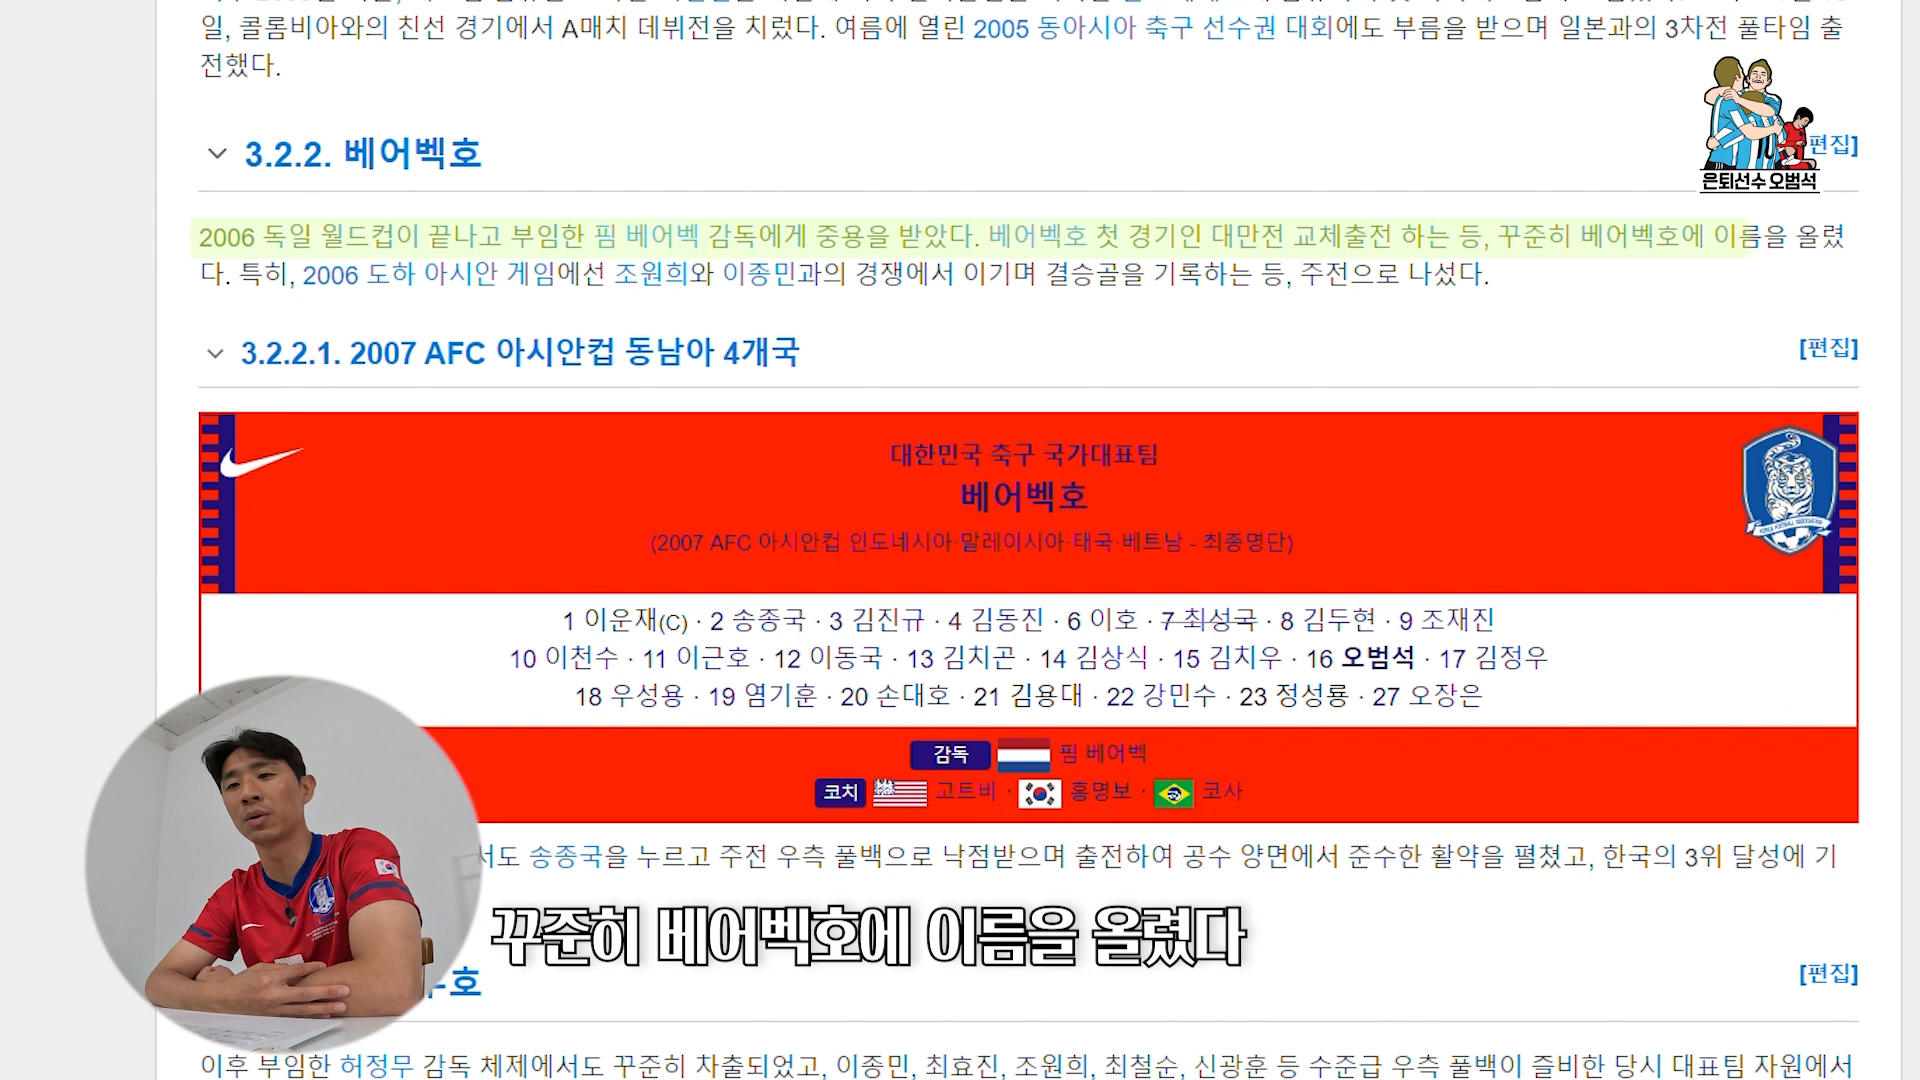 일, 콜롬비아와의 친선 경기에서 A매치 데뷔전을 치렀다. 여름에 열린 2005 동아시아 축구 선수권 대회에도 부름을 받으며 일본과의 3차전 풀타임 출
전했다.
3.2.2. 베어벡호
편집]
은퇴선수 오범석
2006 독일 월드컵이 끝나고 부임한 핌 베어벡 감독에게 중용을 받았다. 베어벡호 첫 경기인 대만전 교체출전 하는 등, 꾸준히 베어벡호에 이름을 올렸
다. 특히, 2006 도하 아시안 게임에선 조원희와 이종민과의 경쟁에서 이기며 결승골을 기록하는 등, 주전으로 나섰다.
3.2.2.1. 2007 AFC 아시안컵 동남아 4개국
[편집]
대한민국 축구 국가대표팀
베어벡호
(2007 AFC 아시안컵 인도네시아·말레이시아·태국·베트남 - 최종명단)
1 이운재(C) · 2 송종국 · 3 김진규 · 4 김동진 · 6 이호 · 7 최성국 · 8 김두현 · 9 조재진
10 이천수 · 11 이근호 · 12 이동국 · 13 김치곤 · 14 김상식 · 15 김치우 · 16 오범석 · 17 김정우
18 우성용 · 19 염기훈 · 20 손대호 · 21 김용대 · 22 강민수 · 23 정성룡 · 27 오장은
감독 핌 베어벡
코치 고트비 · 홍명보 · 코사
서도 송종국을 누르고 주전 우측 풀백으로 낙점받으며 출전하여 공수 양면에서 준수한 활약을 펼쳤고, 한국의 3위 달성에 기
꾸준히 베어벡호에 이름을 올렸다
호
[편집]
이후 부임한 허정무 감독 체제에서도 꾸준히 차출되었고, 이종민, 최효진, 조원희, 최철순, 신광훈 등 수준급 우측 풀백이 즐비한 당시 대표팀 자원에서